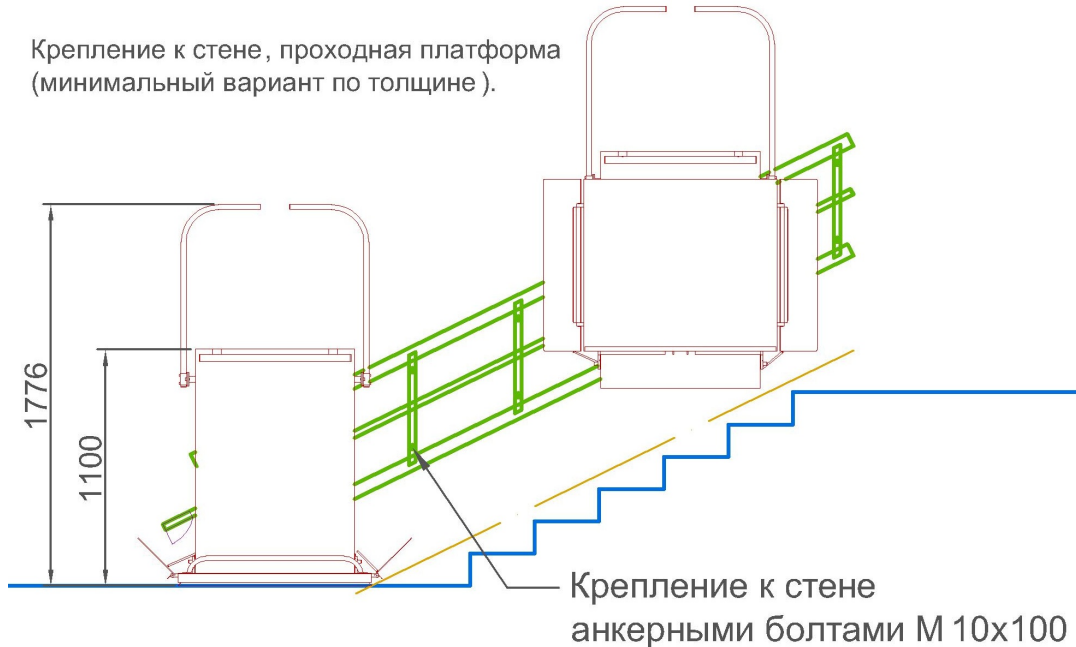 Крепление к стене, проходная платформа
(минимальный вариант по толщине).
1776
1100
Крепление к стене
анкерными болтами М 10х100